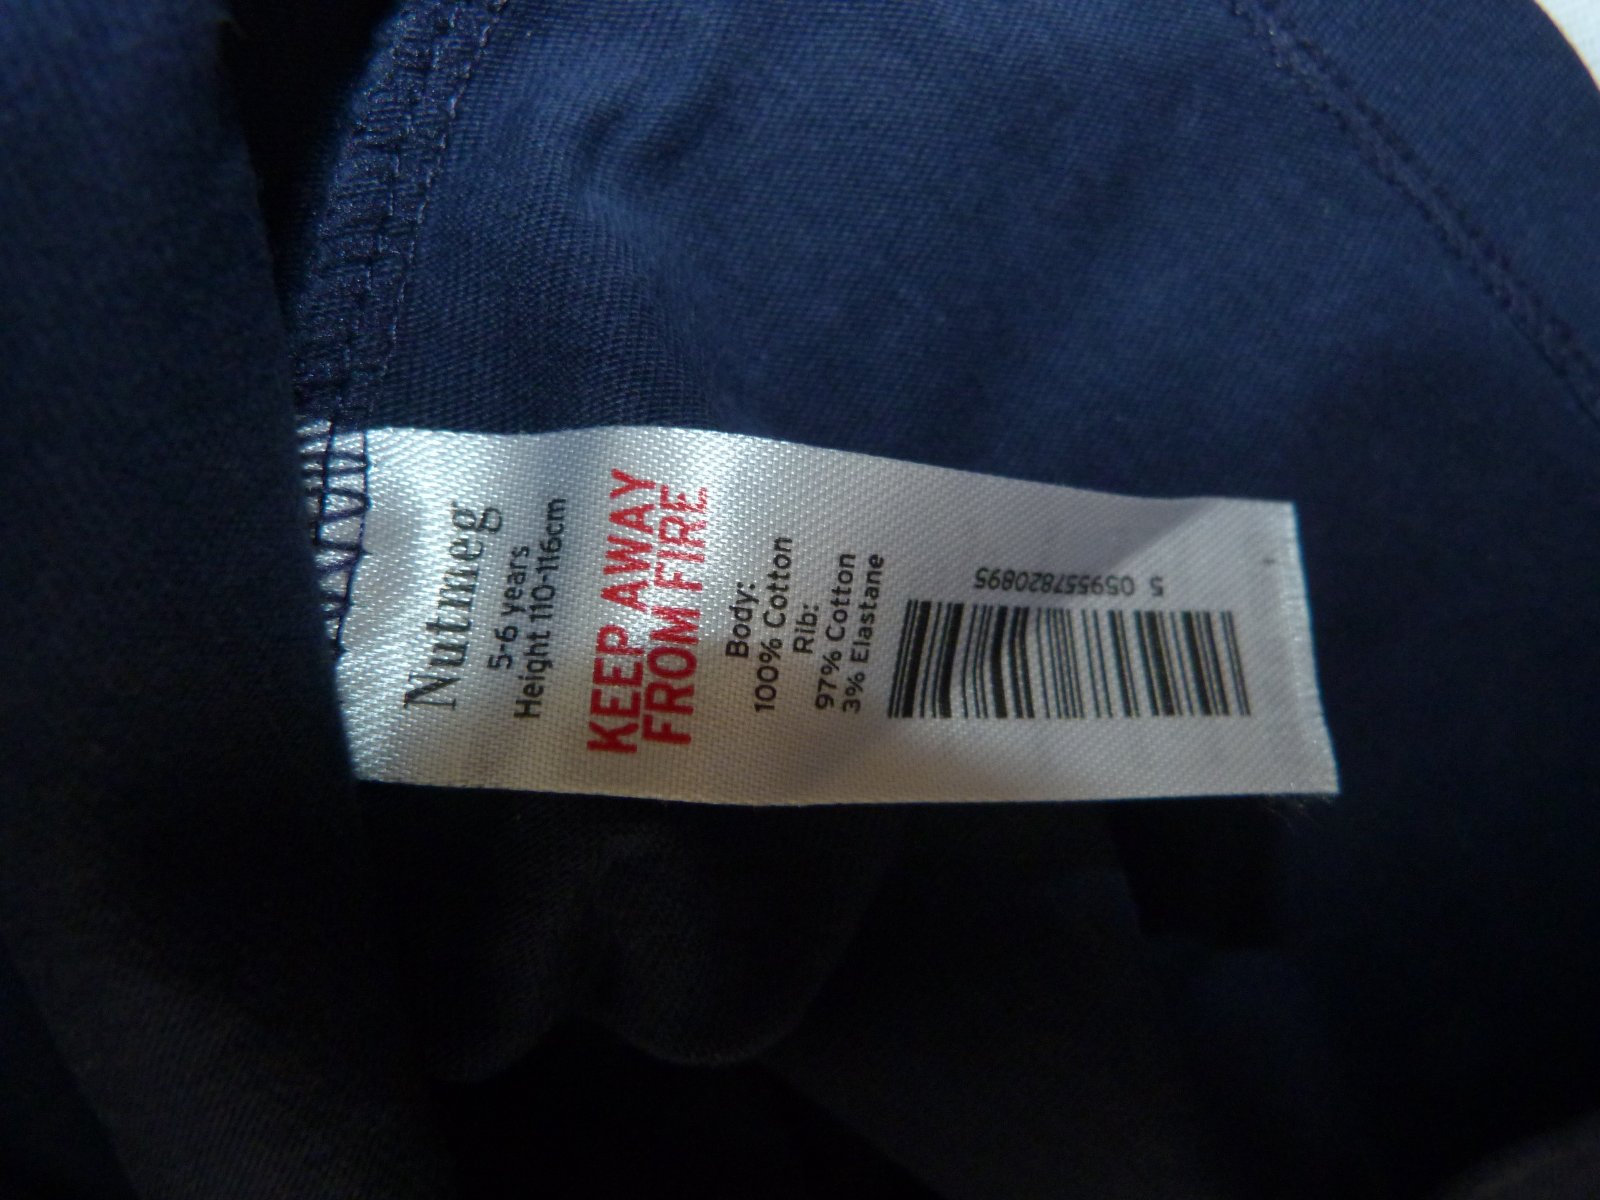 Nutmeg
5-6 years
Height 110-116cm
KEEP AWAY
FROM FIRE
Body:
100% Cotton
Rib:
97% Cotton
3% Elastane
5 059557820895